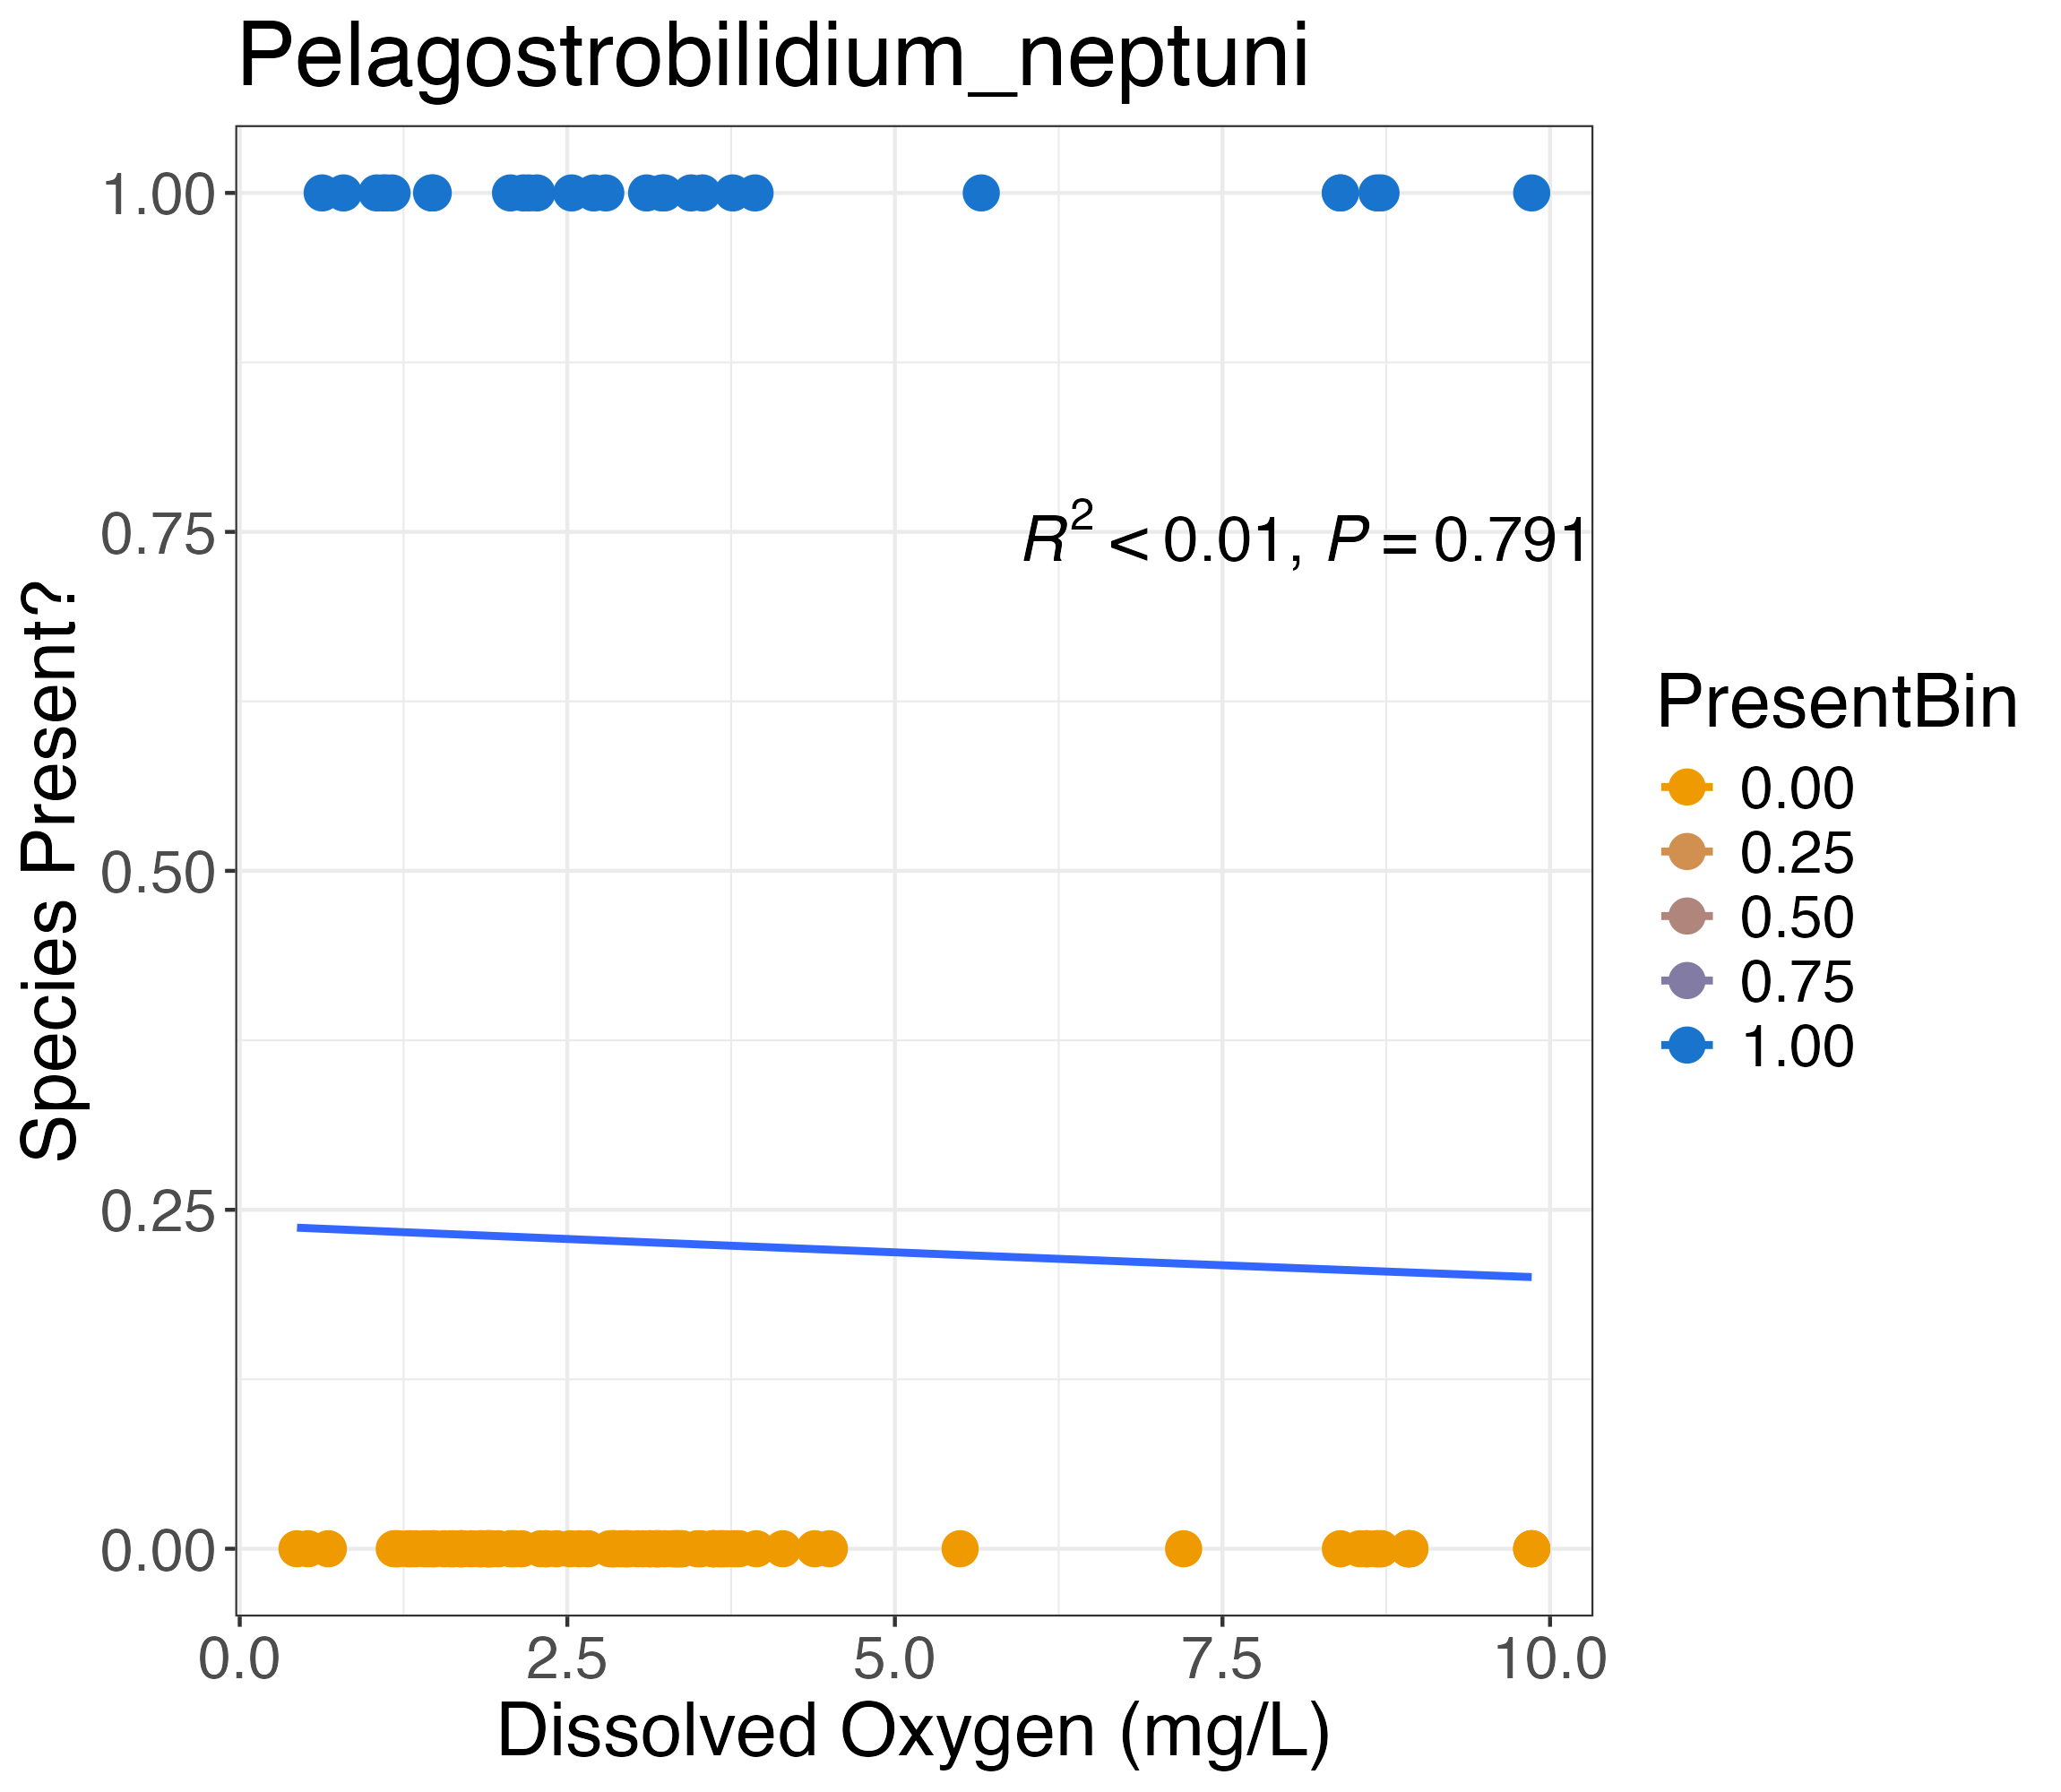 Pelagostrobilidium_neptuni
1.00
0.75
0.50
0.25
0.00
Species Present?
R² < 0.01, P = 0.791
0.0 2.5 5.0 7.5 10.0
Dissolved Oxygen (mg/L)
PresentBin
0.00
0.25
0.50
0.75
1.00